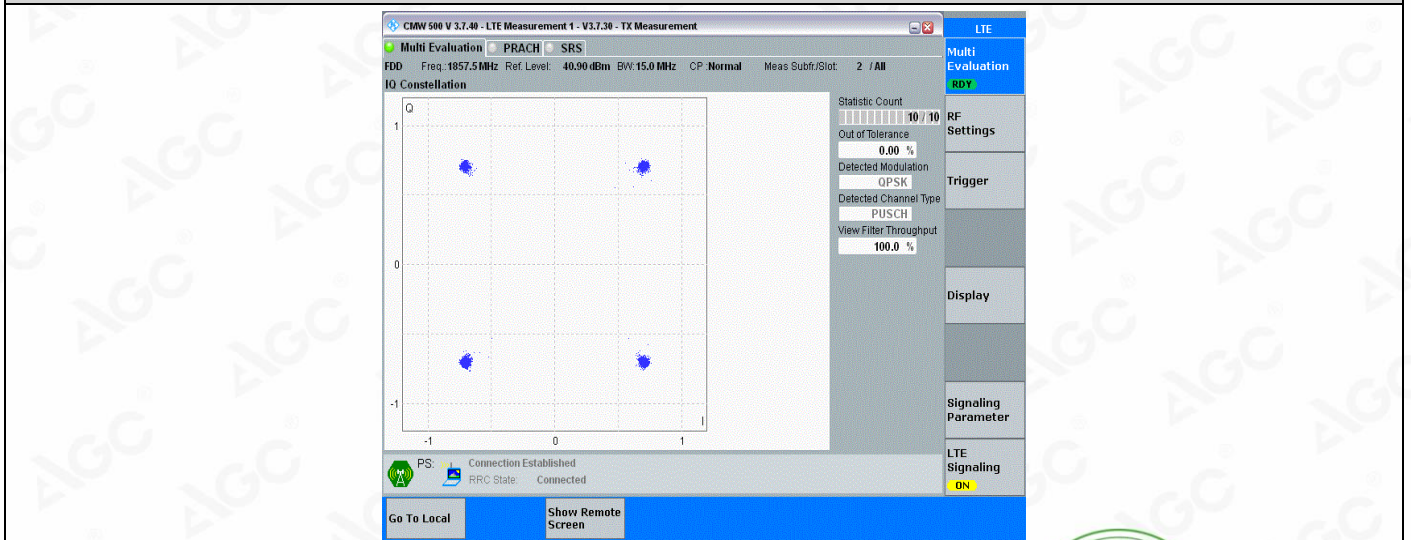 CMW 500 V 3.7.40 - LTE Measurement 1 - V3.7.30 - TX Measurement
LTE
Multi Evaluation PRACH SRS
FDD Freq.: 1857.5 MHz Ref. Level: 40.90 dBm BW: 15.0 MHz CP :Normal Meas Subfr./Slot: 2 / All
IQ Constellation
Q
1
0
-1
-1 0 1
I
Statistic Count
10 / 10
Out of Tolerance
0.00 %
Detected Modulation
QPSK
Detected Channel Type
PUSCH
View Filter Throughput
100.0 %
Multi
Evaluation
RDY
RF
Settings
Trigger
Display
Signaling
Parameter
LTE
Signaling
ON
PS: Connection Established
RRC State: Connected
Go To Local
Show Remote
Screen
AGC